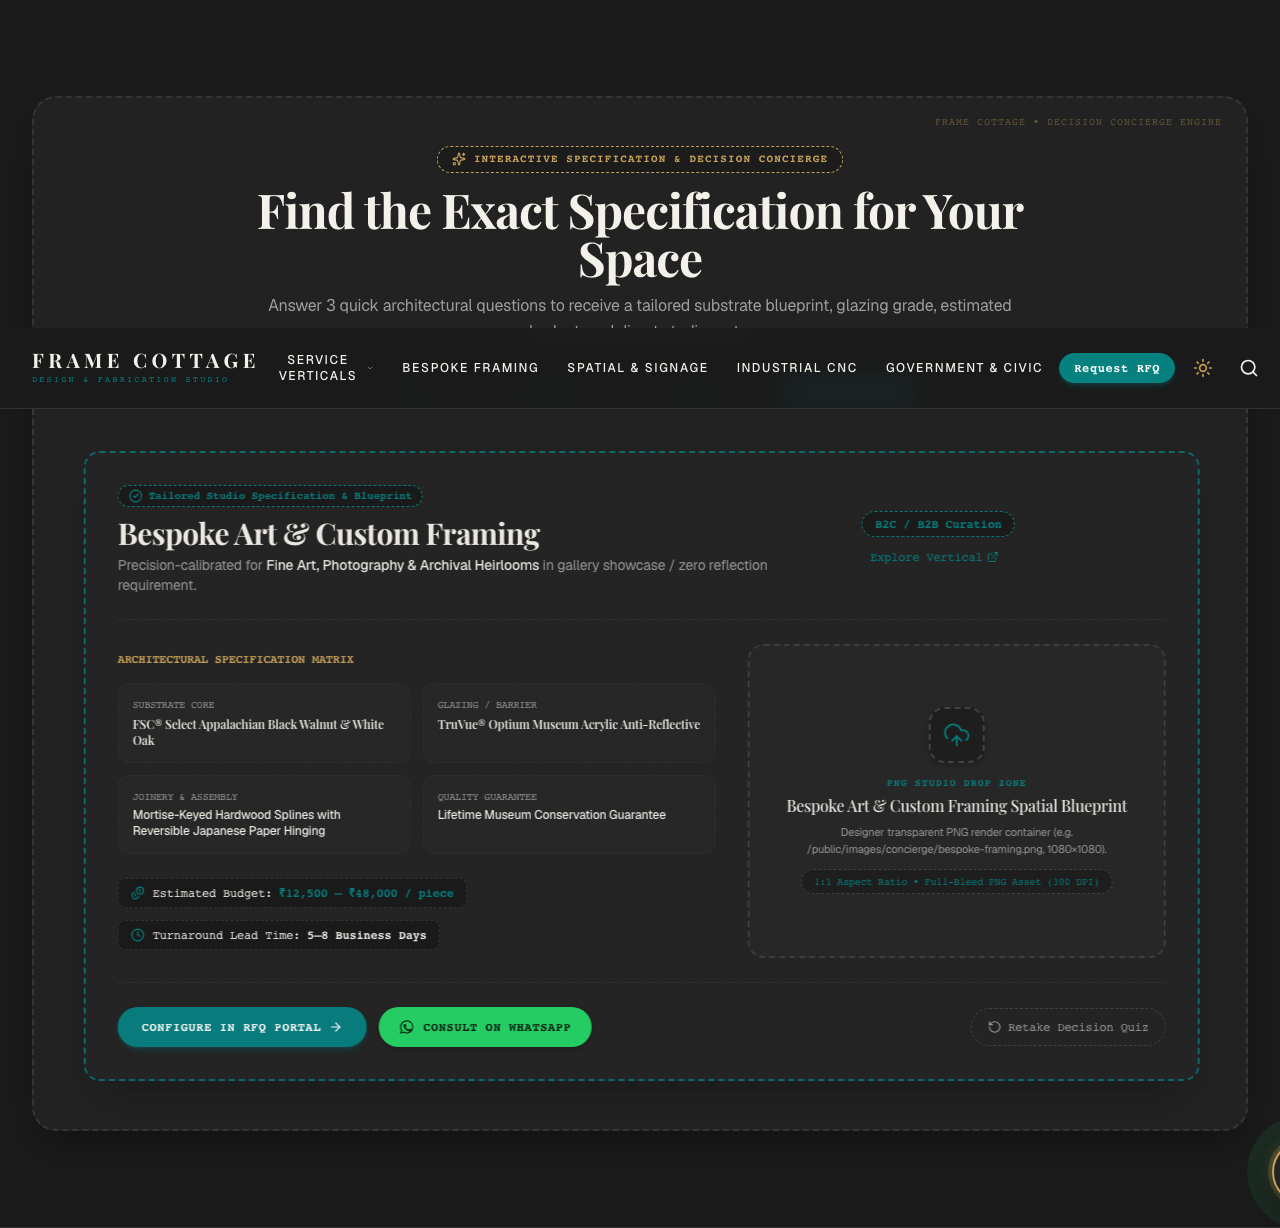 FRAME COTTAGE • DECISION CONCIERGE ENGINE
INTERACTIVE SPECIFICATION & DECISION CONCIERGE
Find the Exact Specification for Your
Space
Answer 3 quick architectural questions to receive a tailored substrate blueprint, glazing grade, estimated
FRAME COTTAGE
DESIGN & FABRICATION STUDIO
SERVICE
VERTICALS
BESPOKE FRAMING
SPATIAL & SIGNAGE
INDUSTRIAL CNC
GOVERNMENT & CIVIC
Request RFQ
Tailored Studio Specification & Blueprint
Bespoke Art & Custom Framing
Precision-calibrated for Fine Art, Photography & Archival Heirlooms in gallery showcase / zero reflection
requirement.
B2C / B2B Curation
Explore Vertical
ARCHITECTURAL SPECIFICATION MATRIX
SUBSTRATE CORE
FSC® Select Appalachian Black Walnut & White
Oak
GLAZING / BARRIER
TruVue® Optium Museum Acrylic Anti-Reflective
JOINERY & ASSEMBLY
Mortise-Keyed Hardwood Splines with
Reversible Japanese Paper Hinging
QUALITY GUARANTEE
Lifetime Museum Conservation Guarantee
Estimated Budget: ₹12,500 – ₹48,000 / piece
Turnaround Lead Time: 5–8 Business Days
PNG STUDIO DROP ZONE
Bespoke Art & Custom Framing Spatial Blueprint
Designer transparent PNG render container (e.g.
/public/images/concierge/bespoke-framing.png, 1080×1080).
1:1 Aspect Ratio • Full-Bleed PNG Asset (300 DPI)
CONFIGURE IN RFQ PORTAL
CONSULT ON WHATSAPP
Retake Decision Quiz